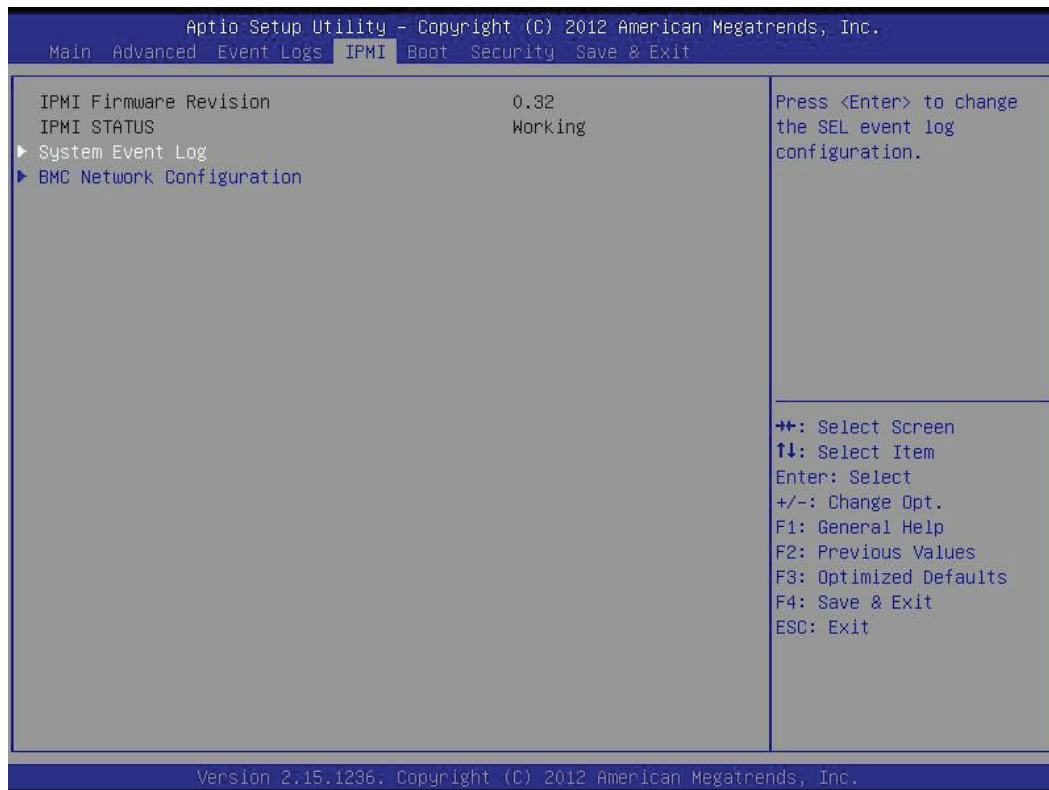 Aptio Setup Utility – Copyright (C) 2012 American Megatrends, Inc.
Main Advanced Event Logs IPMI Boot Security Save & Exit
IPMI Firmware Revision 0.32
IPMI STATUS Working
▶ System Event Log
▶ BMC Network Configuration
Press <Enter> to change
the SEL event log
configuration.
→←: Select Screen
↑↓: Select Item
Enter: Select
+/-: Change Opt.
F1: General Help
F2: Previous Values
F3: Optimized Defaults
F4: Save & Exit
ESC: Exit
Version 2.15.1236. Copyright (C) 2012 American Megatrends, Inc.